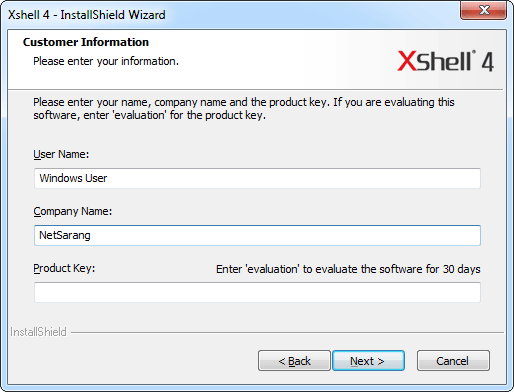 Xshell 4 - InstallShield Wizard
Customer Information
Please enter your information.
XShell® 4
Please enter your name, company name and the product key. If you are evaluating this
software, enter 'evaluation' for the product key.
User Name:
Windows User
Company Name:
NetSarang
Product Key:
Enter 'evaluation' to evaluate the software for 30 days
InstallShield
< Back
Next >
Cancel